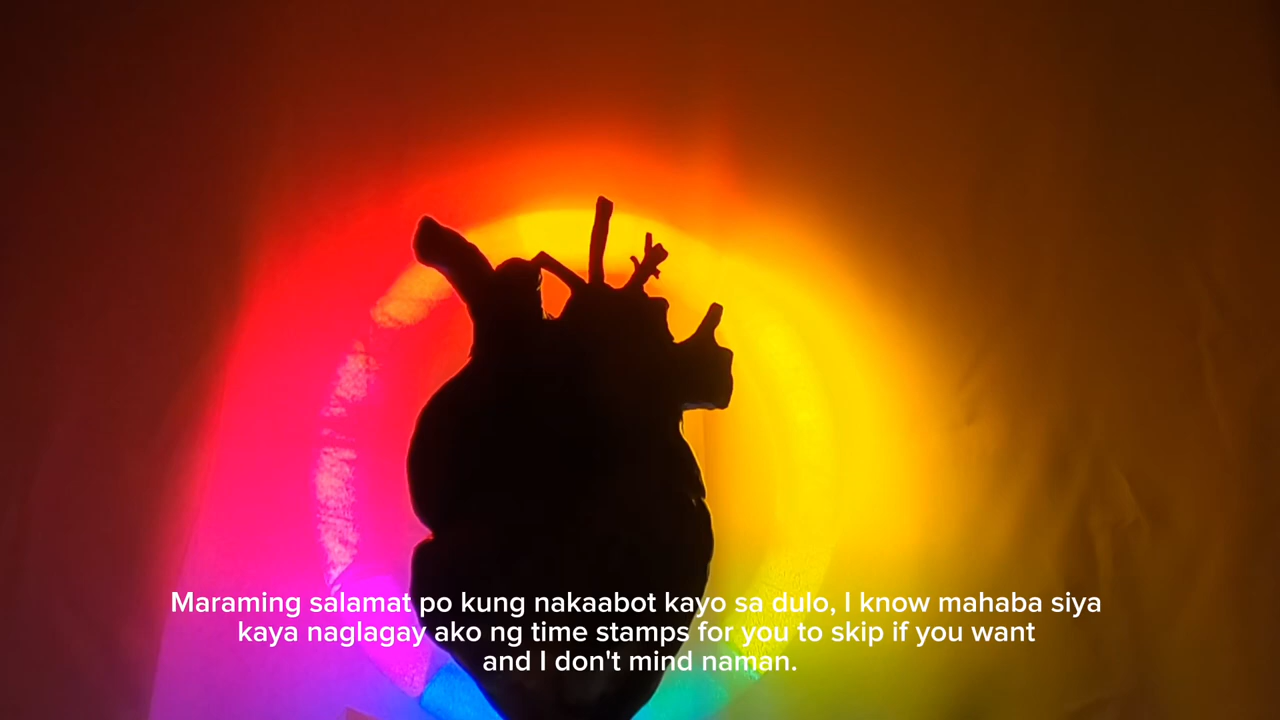 Maraming salamat po kung nakaabot kayo sa dulo, I know mahaba siya
kaya naglagay ako ng time stamps for you to skip if you want
and I don't mind naman.